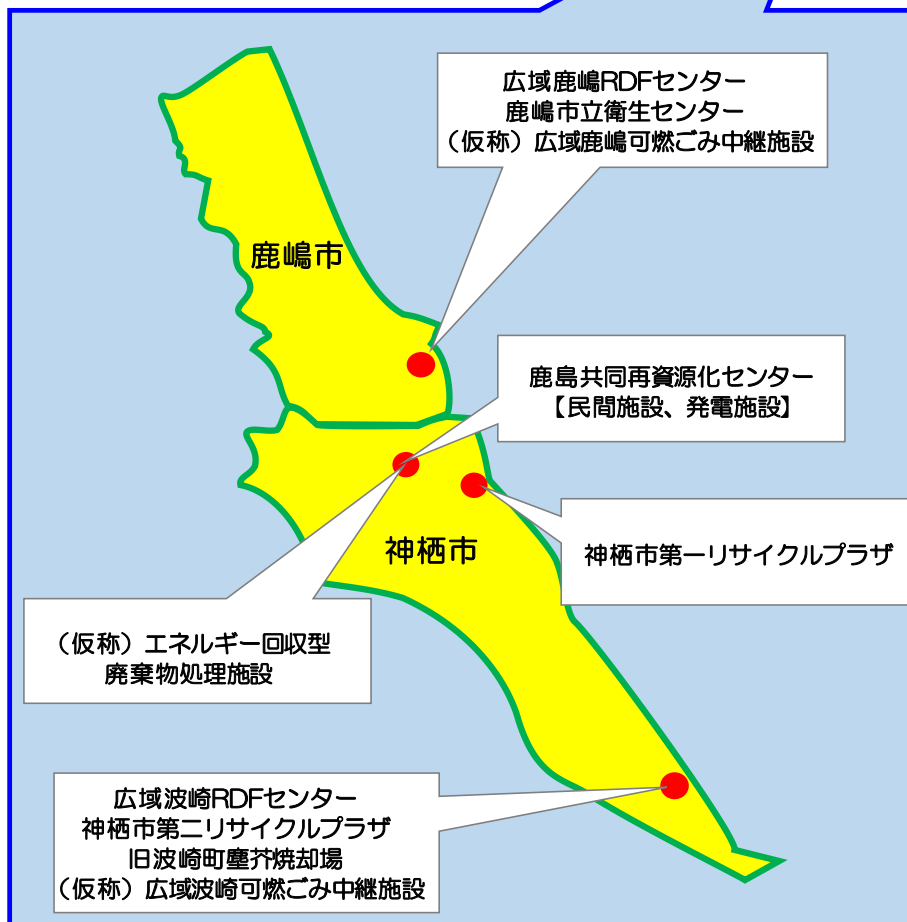 広域鹿嶋RDFセンター
鹿嶋市立衛生センター
（仮称）広域鹿嶋可燃ごみ中継施設
鹿嶋市
鹿島共同再資源化センター
【民間施設、発電施設】
神栖市
神栖市第一リサイクルプラザ
（仮称）エネルギー回収型
廃棄物処理施設
広域波崎RDFセンター
神栖市第二リサイクルプラザ
旧波崎町塵芥焼却場
（仮称）広域波崎可燃ごみ中継施設